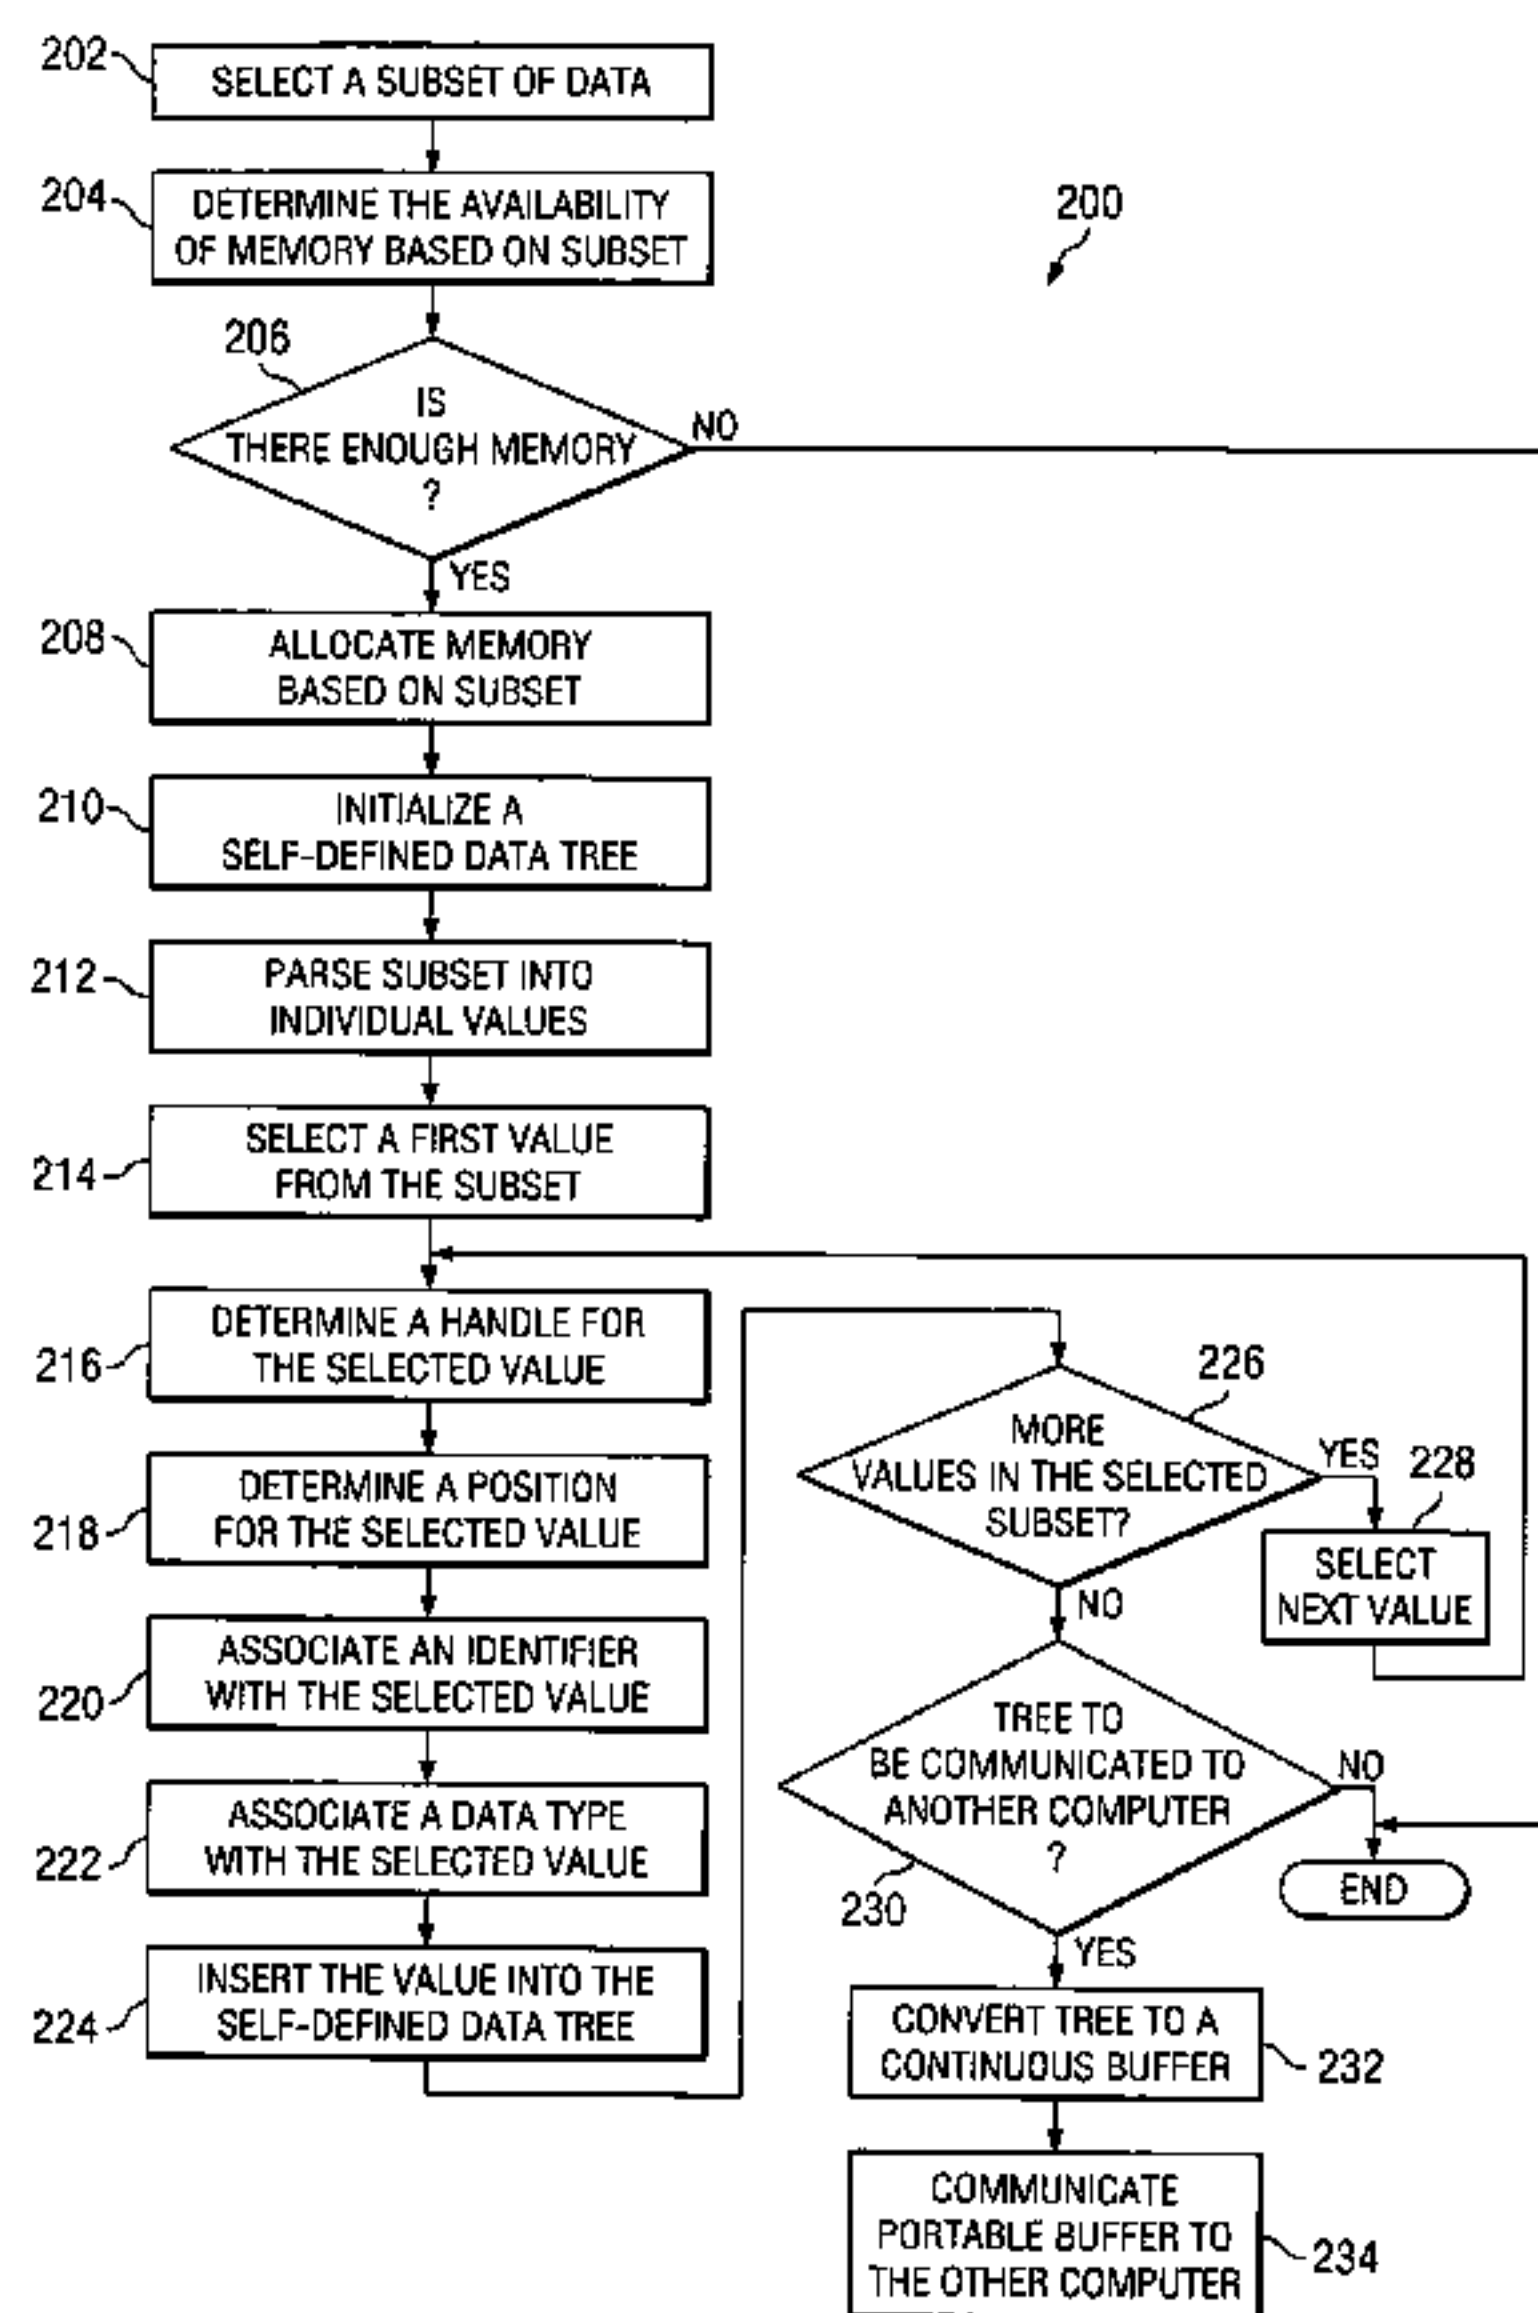 202
SELECT A SUBSET OF DATA
204
DETERMINE THE AVAILABILITY
OF MEMORY BASED ON SUBSET
200
206
IS
THERE ENOUGH MEMORY
?
NO
YES
208
ALLOCATE MEMORY
BASED ON SUBSET
210
INITIALIZE A
SELF-DEFINED DATA TREE
212
PARSE SUBSET INTO
INDIVIDUAL VALUES
214
SELECT A FIRST VALUE
FROM THE SUBSET
216
DETERMINE A HANDLE FOR
THE SELECTED VALUE
218
DETERMINE A POSITION
FOR THE SELECTED VALUE
220
ASSOCIATE AN IDENTIFIER
WITH THE SELECTED VALUE
222
ASSOCIATE A DATA TYPE
WITH THE SELECTED VALUE
224
INSERT THE VALUE INTO THE
SELF-DEFINED DATA TREE
226
MORE
VALUES IN THE SELECTED
SUBSET?
YES
228
SELECT
NEXT VALUE
NO
TREE TO
BE COMMUNICATED TO
ANOTHER COMPUTER
?
230
NO
END
YES
CONVERT TREE TO A
CONTINUOUS BUFFER
232
COMMUNICATE
PORTABLE BUFFER TO
THE OTHER COMPUTER
234